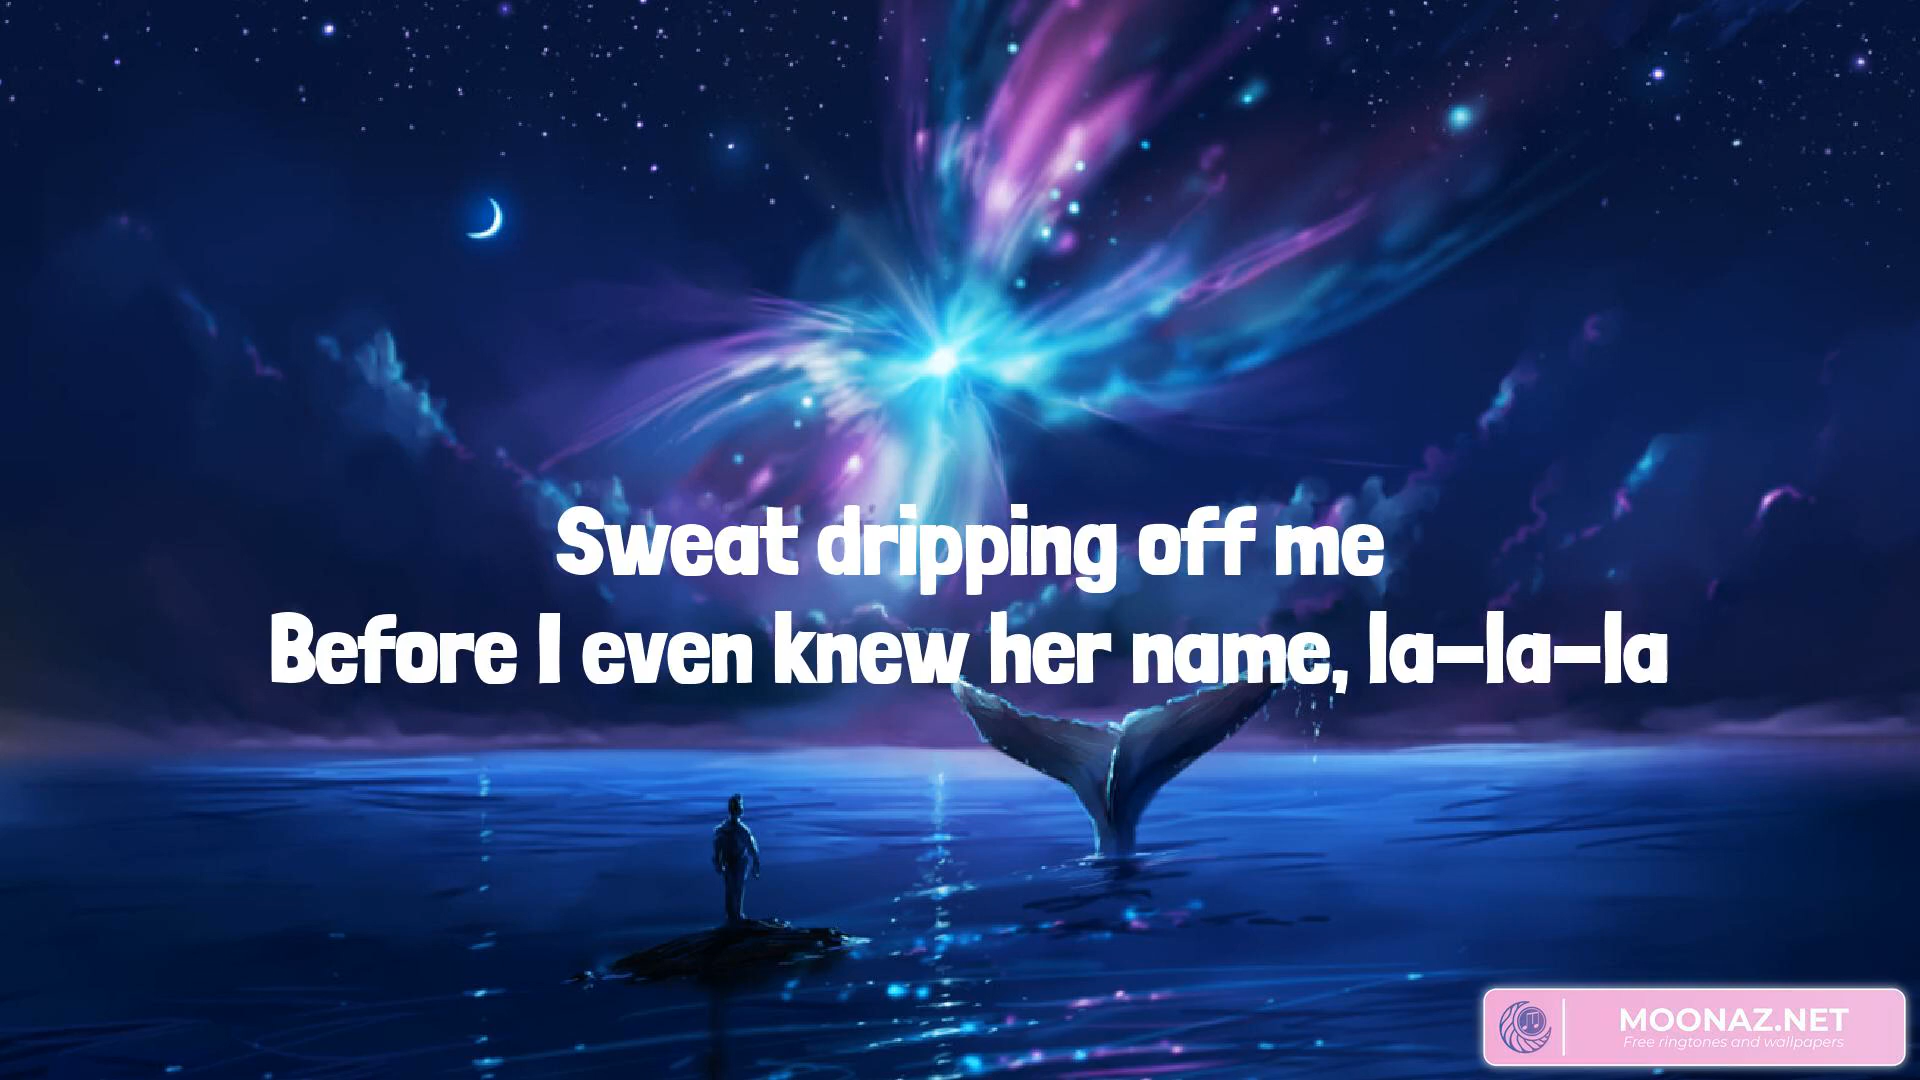 Sweat dripping off me
Before I even knew her name, la-la-la
MOONAZ.NET
Free ringtones and wallpapers